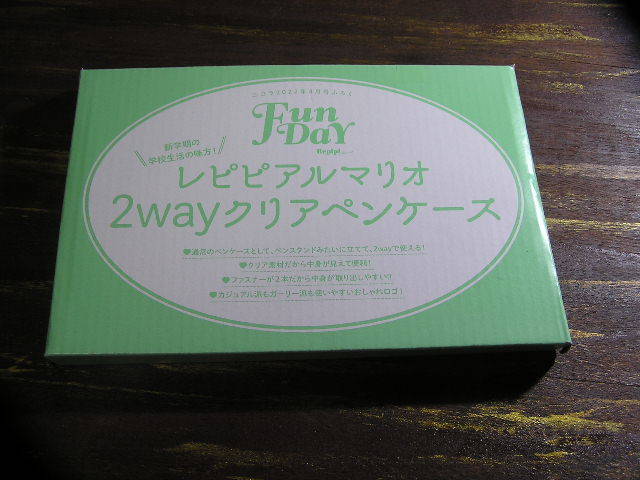 ニコラ2022年4月号ふろく
Fun
DaY
Repipi
新学期の
学校生活の味方!
レピピアルマリオ
2wayクリアペンケース
♥通常のペンケースとして、ペンスタンドみたいに立てて、2wayで使える!
♥クリア素材だから中身が見えて便利!
♥ファスナーが2本だから中身が取り出しやすい!!
♥カジュアル派もガーリー派も使いやすいおしゃれロゴ!